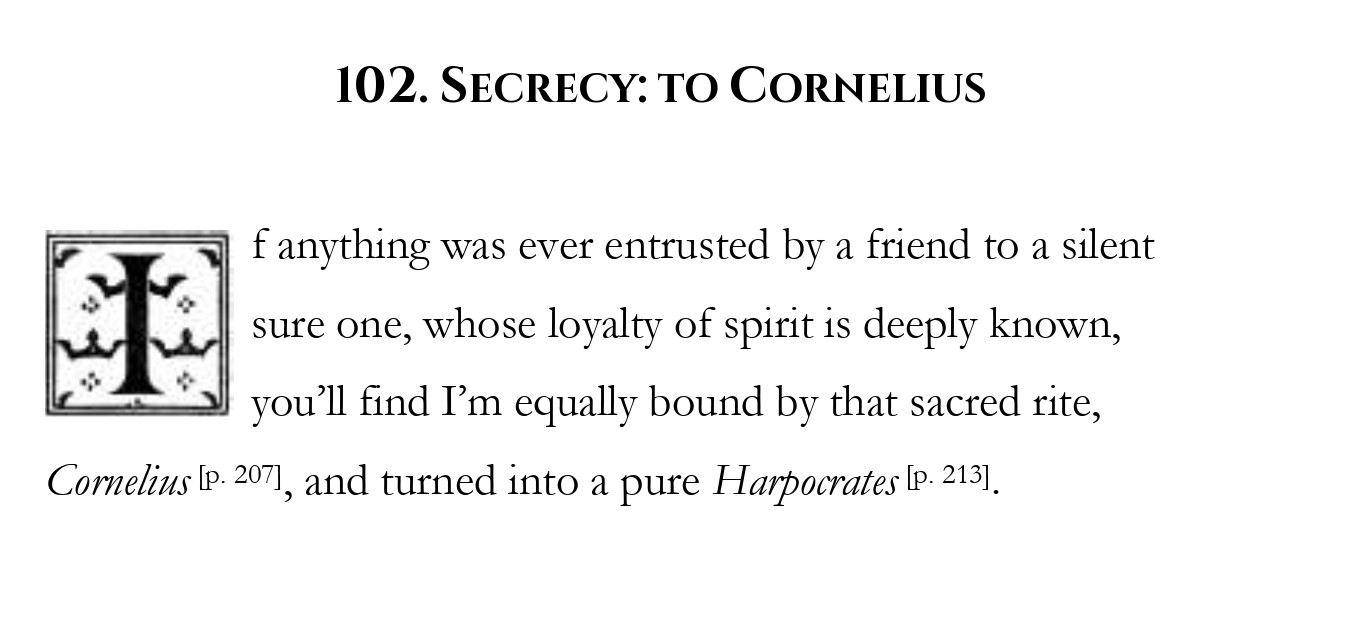 102. SECRECY: TO CORNELIUS
If anything was ever entrusted by a friend to a silent
sure one, whose loyalty of spirit is deeply known,
you’ll find I’m equally bound by that sacred rite,
Cornelius [p. 207], and turned into a pure Harpocrates [p. 213].